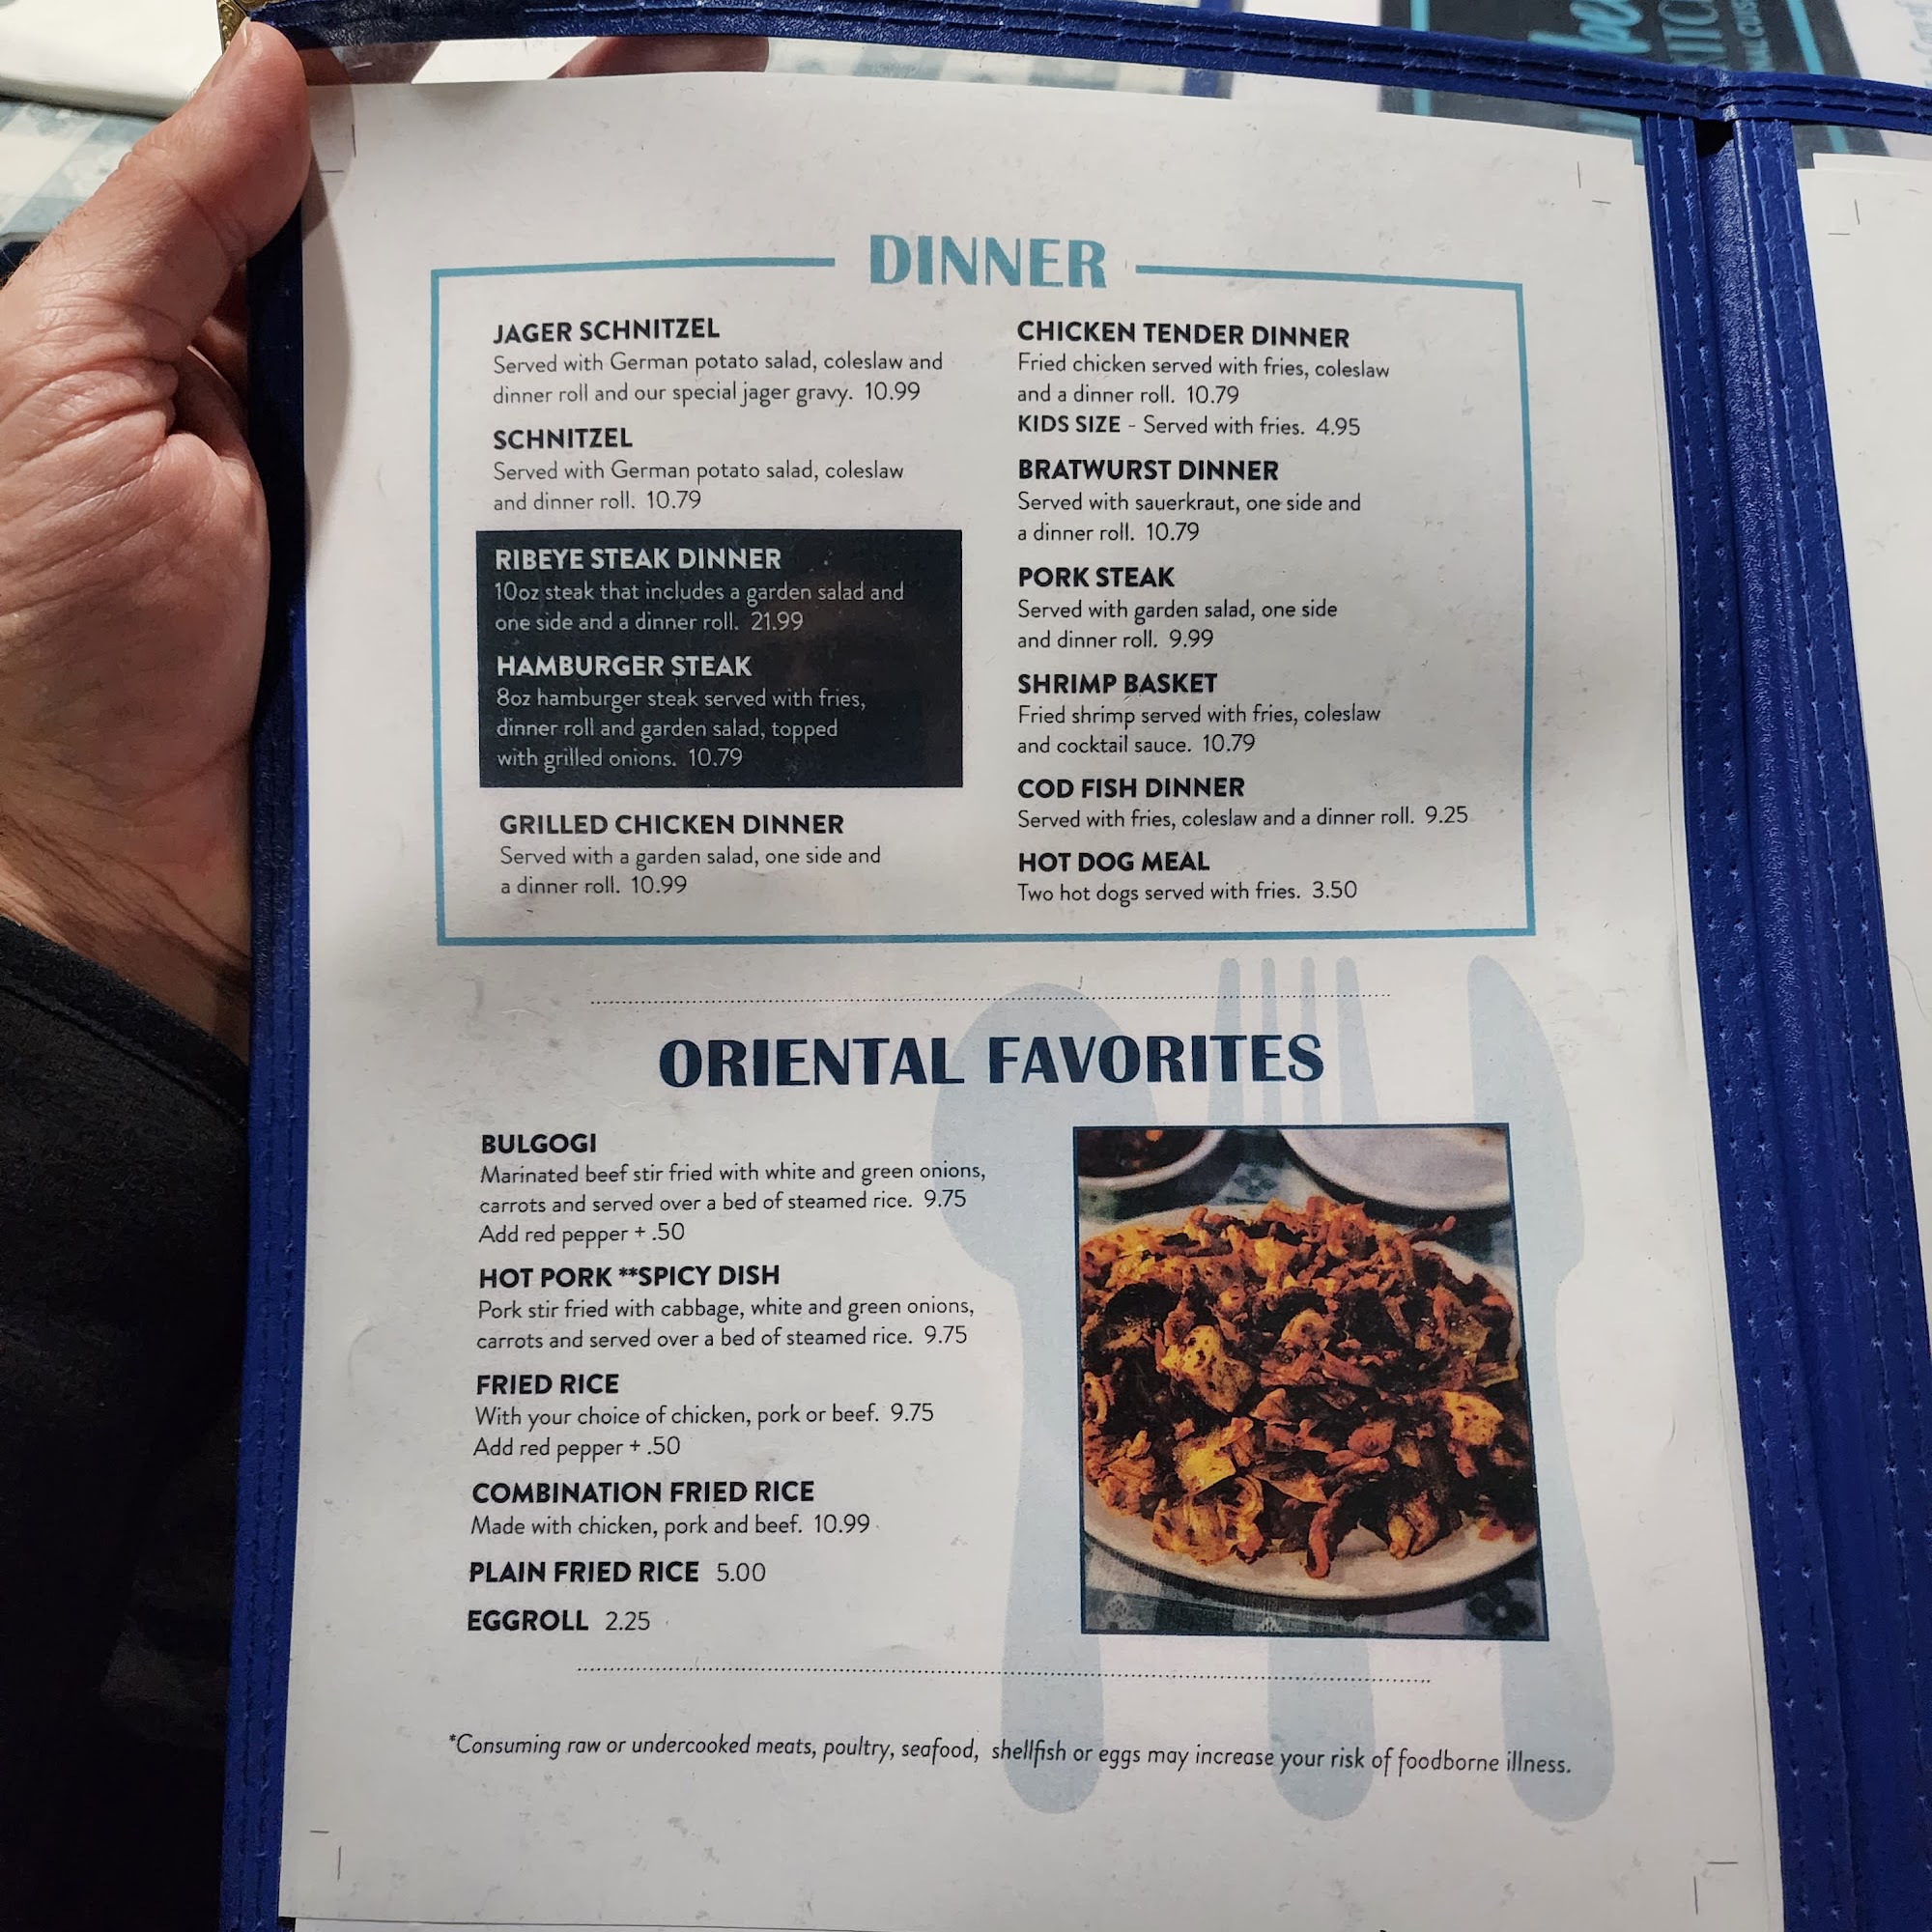 DINNER
JAGER SCHNITZEL
Served with German potato salad, coleslaw and
dinner roll and our special jager gravy. 10.99
SCHNITZEL
Served with German potato salad, coleslaw
and dinner roll. 10.79
RIBEYE STEAK DINNER
10oz steak that includes a garden salad and
one side and a dinner roll. 21.99
HAMBURGER STEAK
8oz hamburger steak served with fries,
dinner roll and garden salad, topped
with grilled onions. 10.79
GRILLED CHICKEN DINNER
Served with a garden salad, one side and
a dinner roll. 10.99
CHICKEN TENDER DINNER
Fried chicken served with fries, coleslaw
and a dinner roll. 10.79
KIDS SIZE - Served with fries. 4.95
BRATWURST DINNER
Served with sauerkraut, one side and
a dinner roll. 10.79
PORK STEAK
Served with garden salad, one side
and dinner roll. 9.99
SHRIMP BASKET
Fried shrimp served with fries, coleslaw
and cocktail sauce. 10.79
COD FISH DINNER
Served with fries, coleslaw and a dinner roll. 9.25
HOT DOG MEAL
Two hot dogs served with fries. 3.50
ORIENTAL FAVORITES
BULGOGI
Marinated beef stir fried with white and green onions,
carrots and served over a bed of steamed rice. 9.75
Add red pepper + .50
HOT PORK **SPICY DISH
Pork stir fried with cabbage, white and green onions,
carrots and served over a bed of steamed rice. 9.75
FRIED RICE
With your choice of chicken, pork or beef. 9.75
Add red pepper + .50
COMBINATION FRIED RICE
Made with chicken, pork and beef. 10.99
PLAIN FRIED RICE 5.00
EGGROLL 2.25
*Consuming raw or undercooked meats, poultry, seafood, shellfish or eggs may increase your risk of foodborne illness.